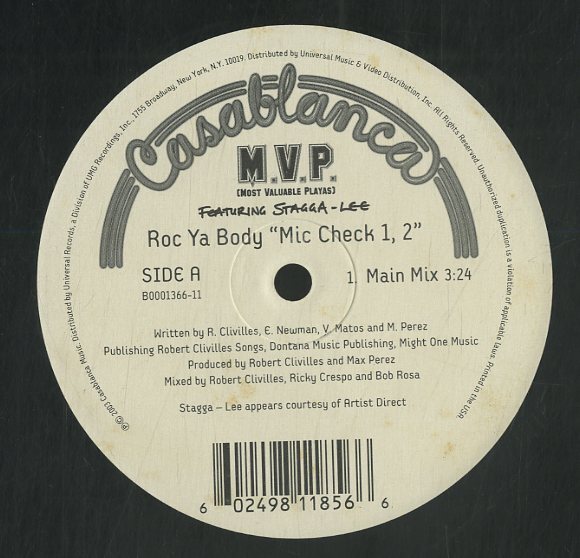 ℗© 2003 Casablanca Music. Distributed by Universal Records, a Division of UMG Recordings, Inc., 1755 Broadway, New York, N.Y. 10019. Distributed by Universal Music & Video Distribution, Inc. All Rights Reserved. Unauthorized duplication is a violation of applicable laws. Printed in the USA
Casablanca
M.V.P.
(MOST VALUABLE PLAYAS)
FEATURING STAGGA-LEE
Roc Ya Body “Mic Check 1, 2”
SIDE A
B0001366-11
1. Main Mix 3:24
Written by R. Clivilles, E. Newman, V. Matos and M. Perez
Publishing Robert Clivilles Songs, Dontana Music Publishing, Might One Music
Produced by Robert Clivilles and Max Perez
Mixed by Robert Clivilles, Ricky Crespo and Bob Rosa
Stagga – Lee appears courtesy of Artist Direct
6 02498 11856 6